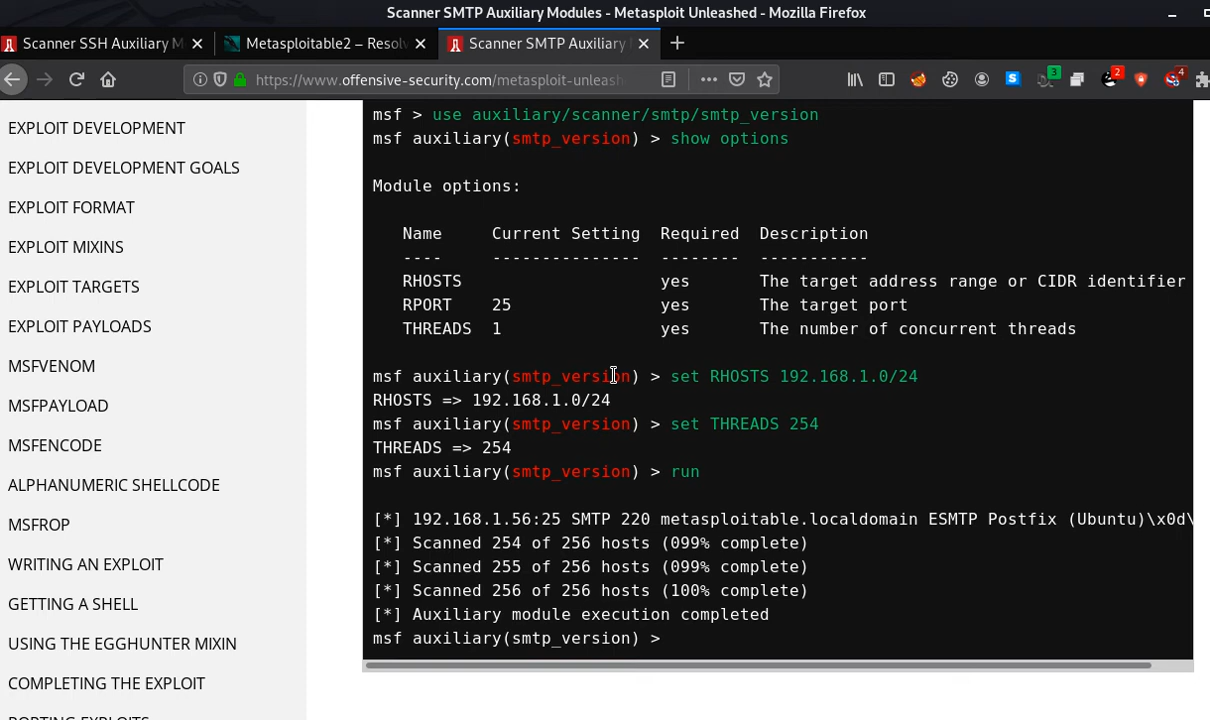 Scanner SMTP Auxiliary Modules - Metasploit Unleashed - Mozilla Firefox
Scanner SSH Auxiliary M
Metasploitable2 – Resolv
Scanner SMTP Auxiliary
https://www.offensive-security.com/metasploit-unleash
3
2
4
EXPLOIT DEVELOPMENT
EXPLOIT DEVELOPMENT GOALS
EXPLOIT FORMAT
EXPLOIT MIXINS
EXPLOIT TARGETS
EXPLOIT PAYLOADS
MSFVENOM
MSFPAYLOAD
MSFENCODE
ALPHANUMERIC SHELLCODE
MSFROP
WRITING AN EXPLOIT
GETTING A SHELL
USING THE EGGHUNTER MIXIN
COMPLETING THE EXPLOIT
PORTING EXPLOITS
msf > use auxiliary/scanner/smtp/smtp_version
msf auxiliary(smtp_version) > show options
Module options:
Name Current Setting Required Description
---- --------------- -------- -----------
RHOSTS yes The target address range or CIDR identifier
RPORT 25 yes The target port
THREADS 1 yes The number of concurrent threads
msf auxiliary(smtp_version) > set RHOSTS 192.168.1.0/24
RHOSTS => 192.168.1.0/24
msf auxiliary(smtp_version) > set THREADS 254
THREADS => 254
msf auxiliary(smtp_version) > run
[*] 192.168.1.56:25 SMTP 220 metasploitable.localdomain ESMTP Postfix (Ubuntu)\x0d\
[*] Scanned 254 of 256 hosts (099% complete)
[*] Scanned 255 of 256 hosts (099% complete)
[*] Scanned 256 of 256 hosts (100% complete)
[*] Auxiliary module execution completed
msf auxiliary(smtp_version) >